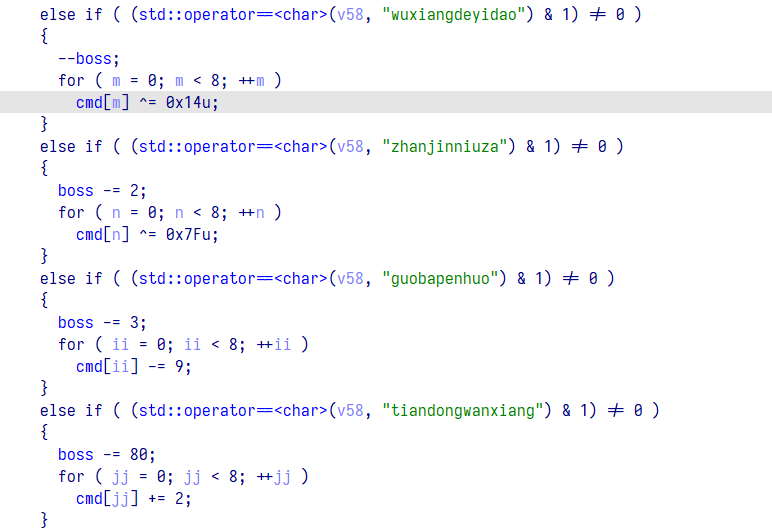 else if ( (std::operator==<char>(v58, "wuxiangdeyidao") & 1) != 0 )
{
--boss;
for ( m = 0; m < 8; ++m )
cmd[m] ^= 0x14u;
}
else if ( (std::operator==<char>(v58, "zhanjinniuza") & 1) != 0 )
{
boss -= 2;
for ( n = 0; n < 8; ++n )
cmd[n] ^= 0x7Fu;
}
else if ( (std::operator==<char>(v58, "guobapenhuo") & 1) != 0 )
{
boss -= 3;
for ( ii = 0; ii < 8; ++ii )
cmd[ii] -= 9;
}
else if ( (std::operator==<char>(v58, "tiandongwanxiang") & 1) != 0 )
{
boss -= 80;
for ( jj = 0; jj < 8; ++jj )
cmd[jj] += 2;
}